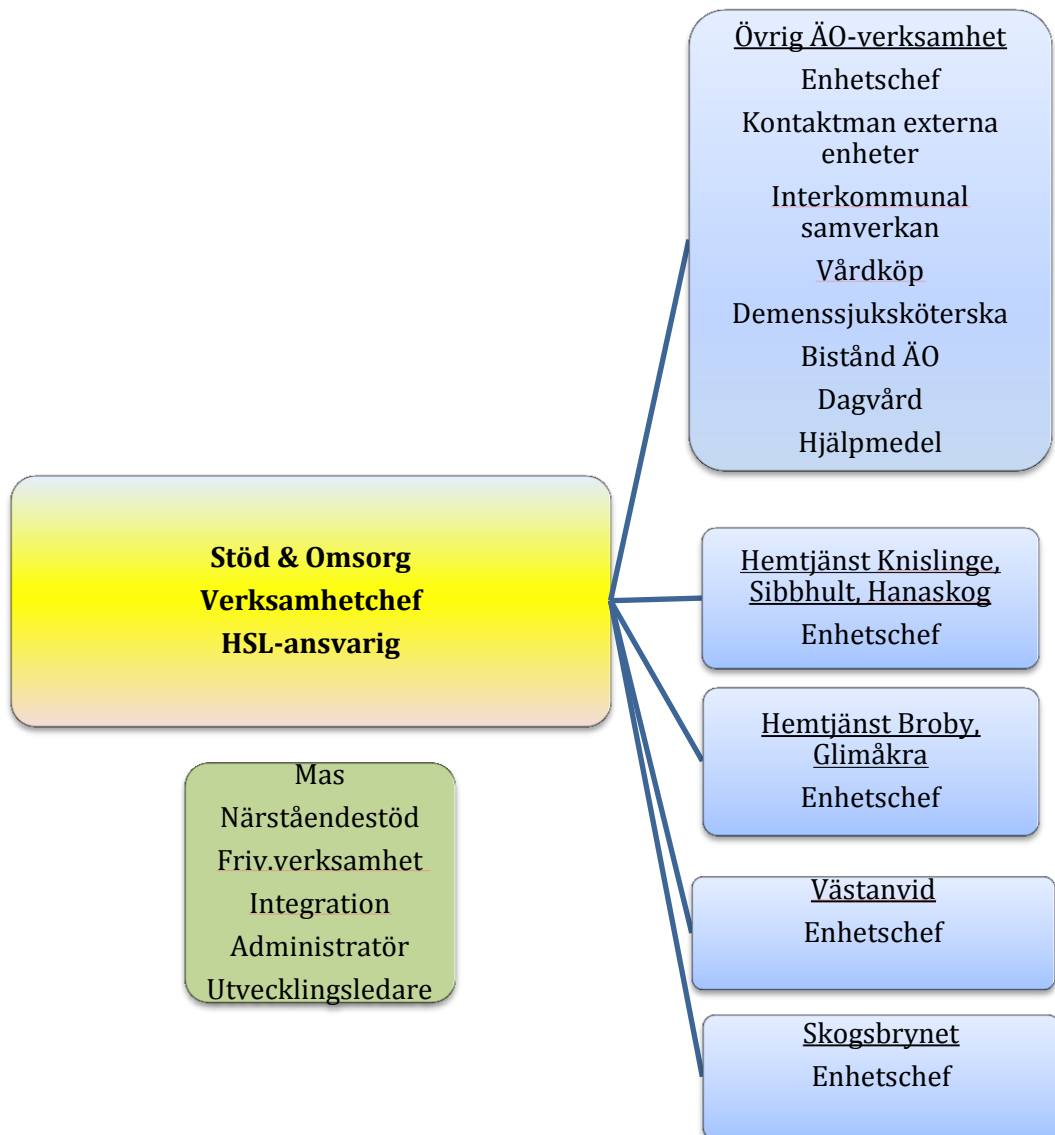 Övrig ÄO-verksamhet
Enhetschef
Kontaktman externa
enheter
Interkommunal
samverkan
Vårdköp
Demenssjuksköterska
Bistånd ÄO
Dagvård
Hjälpmedel
Stöd & Omsorg
Verksamhetchef
HSL-ansvarig
Hemtjänst Knislinge,
Sibbhult, Hanaskog
Enhetschef
Hemtjänst Broby,
Glimåkra
Enhetschef
Mas
Närståendestöd
Friv.verksamhet
Integration
Administratör
Utvecklingsledare
Västanvid
Enhetschef
Skogsbrynet
Enhetschef